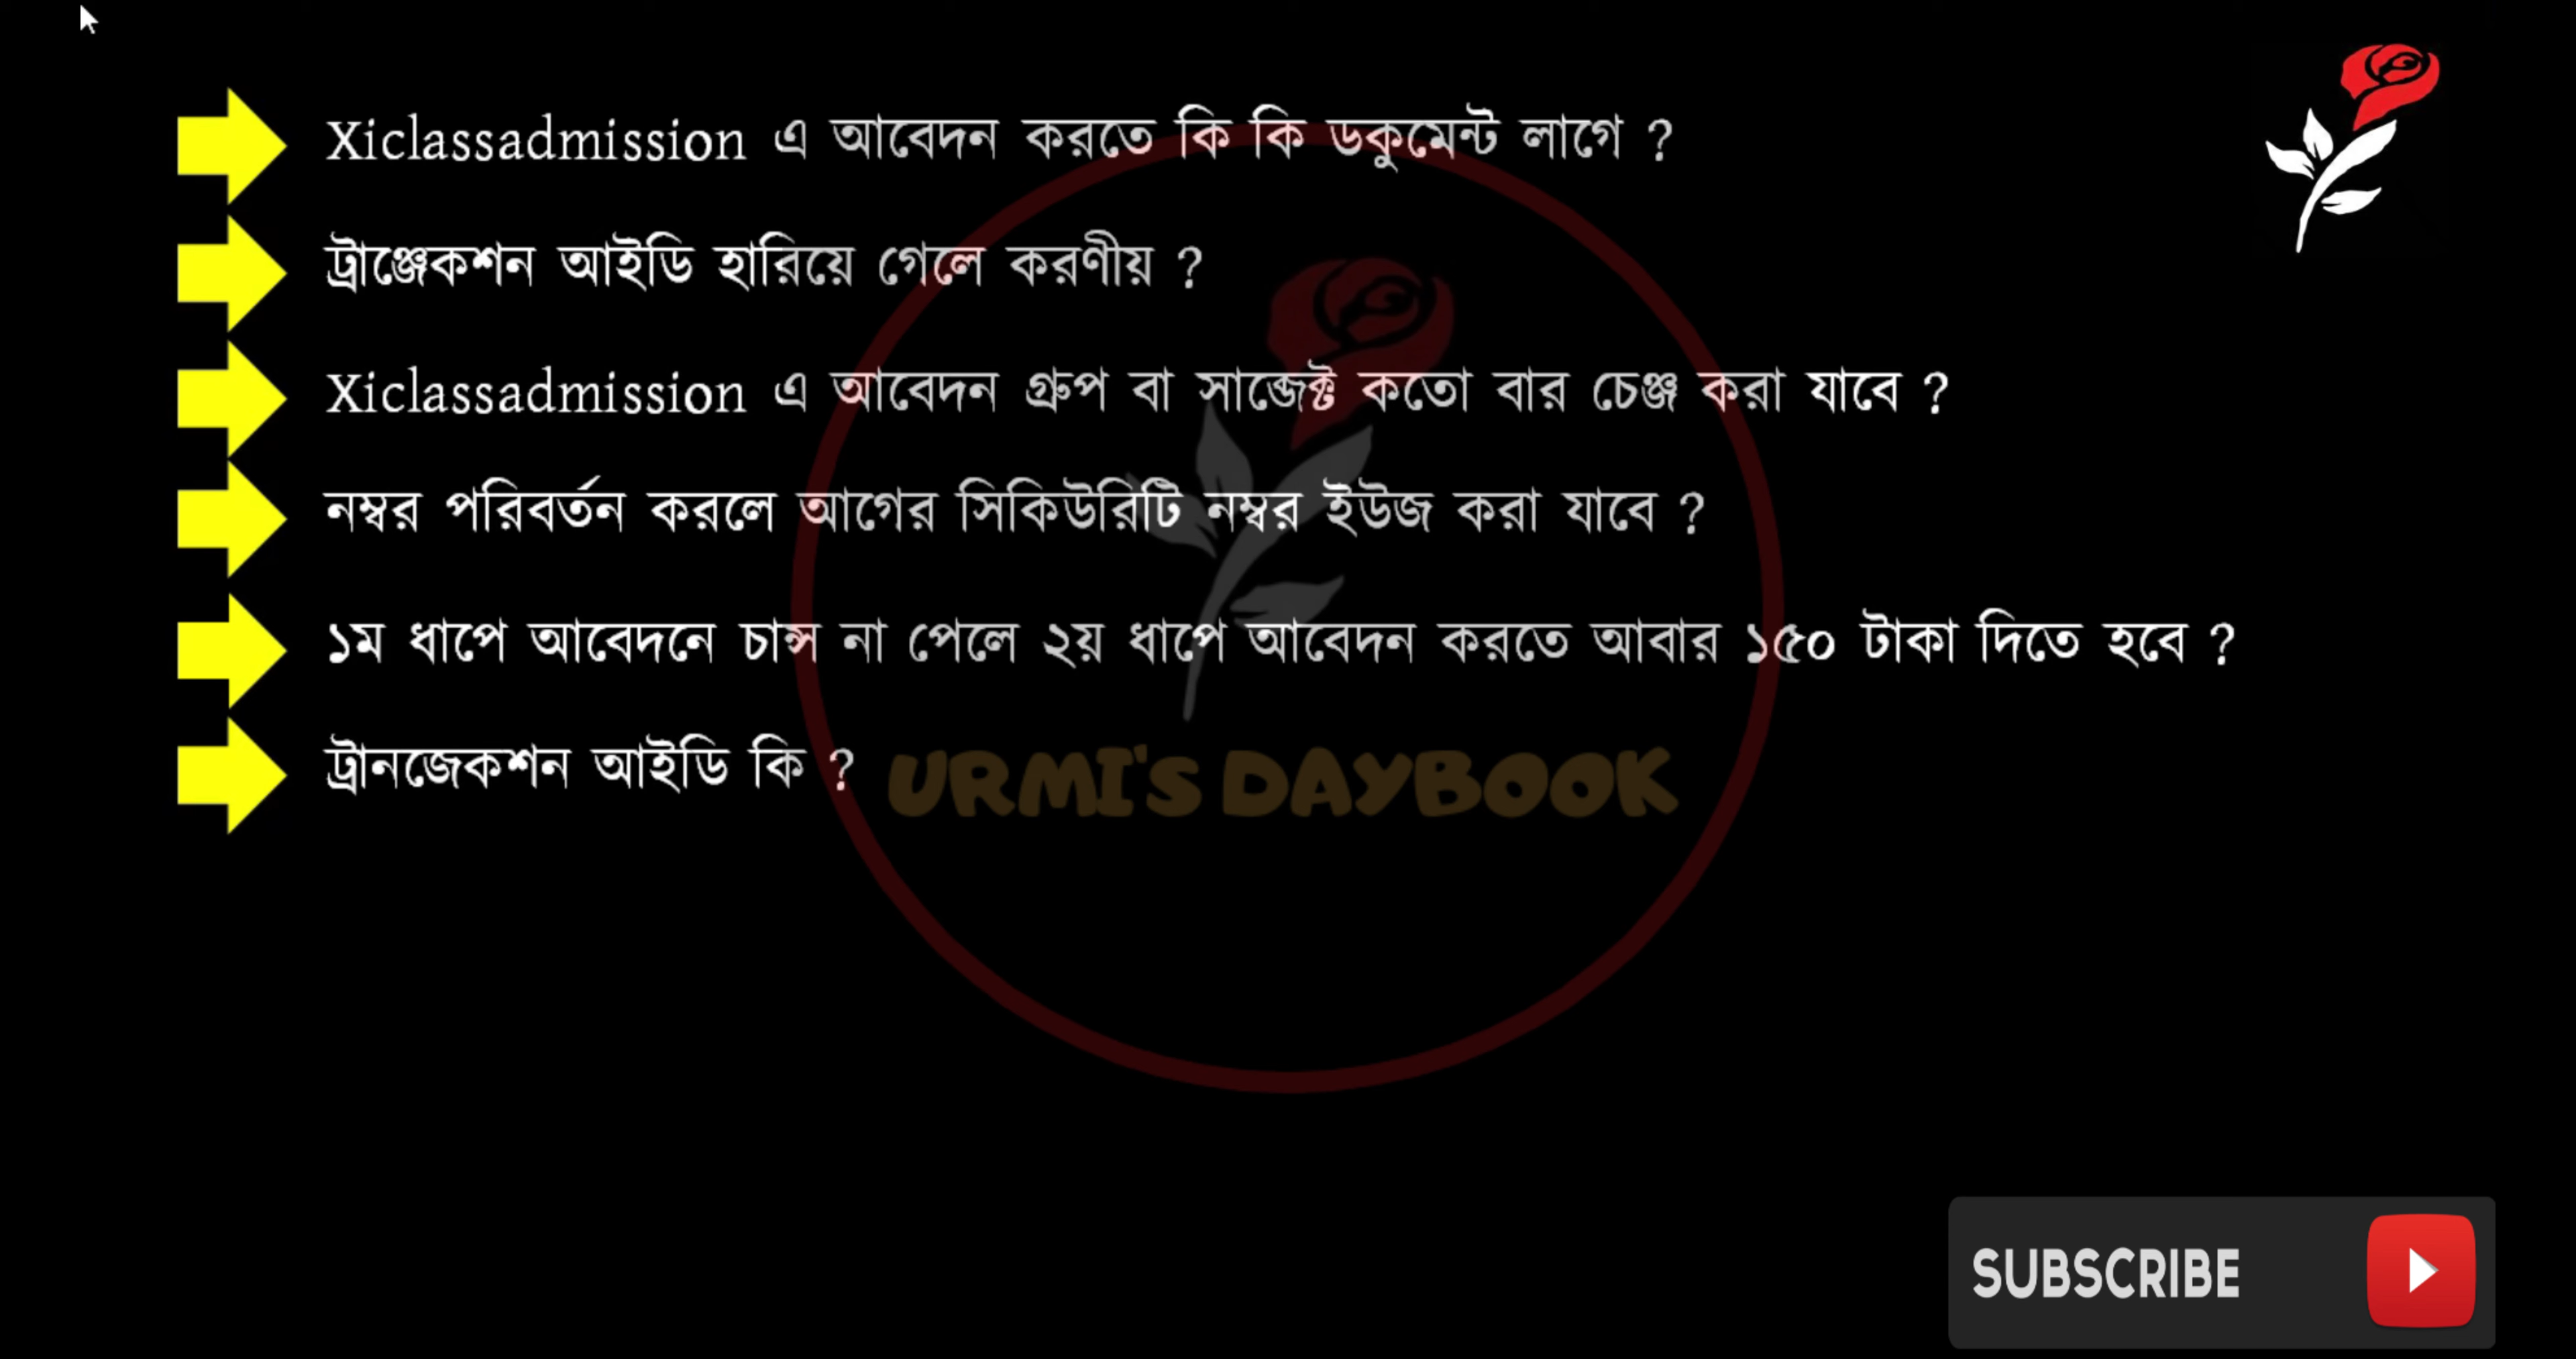 Xiclassadmission এ আবেদন করতে কি কি ডকুমেন্ট লাগে ?
ট্রাঞ্জেকশন আইডি হারিয়ে গেলে করণীয় ?
Xiclassadmission এ আবেদন গ্রুপ বা সাব্জেক্ট কতো বার চেঞ্জ করা যাবে ?
নম্বর পরিবর্তন করলে আগের সিকিউরিটি নম্বর ইউজ করা যাবে ?
১ম ধাপে আবেদনে চান্স না পেলে ২য় ধাপে আবেদন করতে আবার ১৫০ টাকা দিতে হবে ?
ট্রানজেকশন আইডি কি ?
URMI'S DAYBOOK
SUBSCRIBE